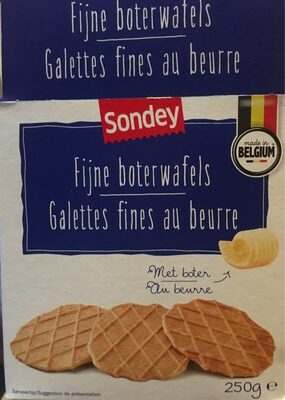 Fijne boterwafels
Galettes fines au beurre
Sondey
made in
BELGIUM
Fijne boterwafels
Galettes fines au beurre
Met boter
Au beurre
Serveertip/Suggestion de présentation
250g e